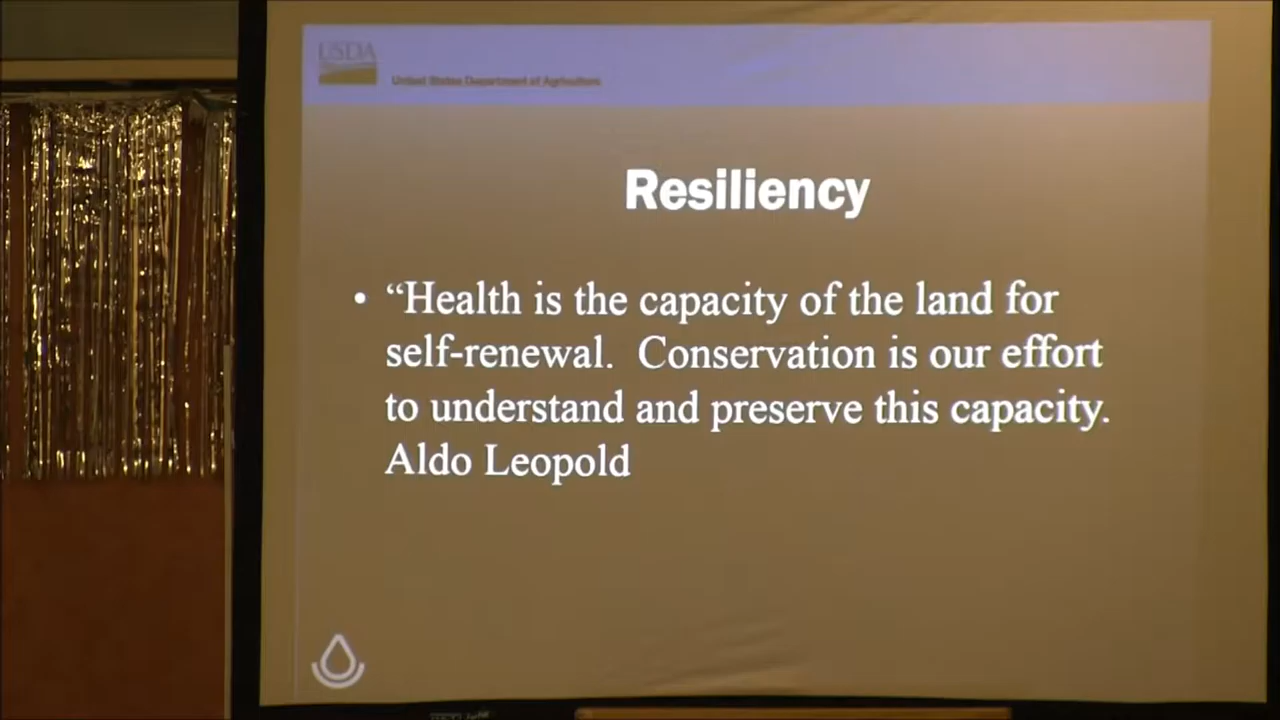 USDA
United States Department of Agriculture
Resiliency
• “Health is the capacity of the land for
self-renewal.  Conservation is our effort
to understand and preserve this capacity.
Aldo Leopold